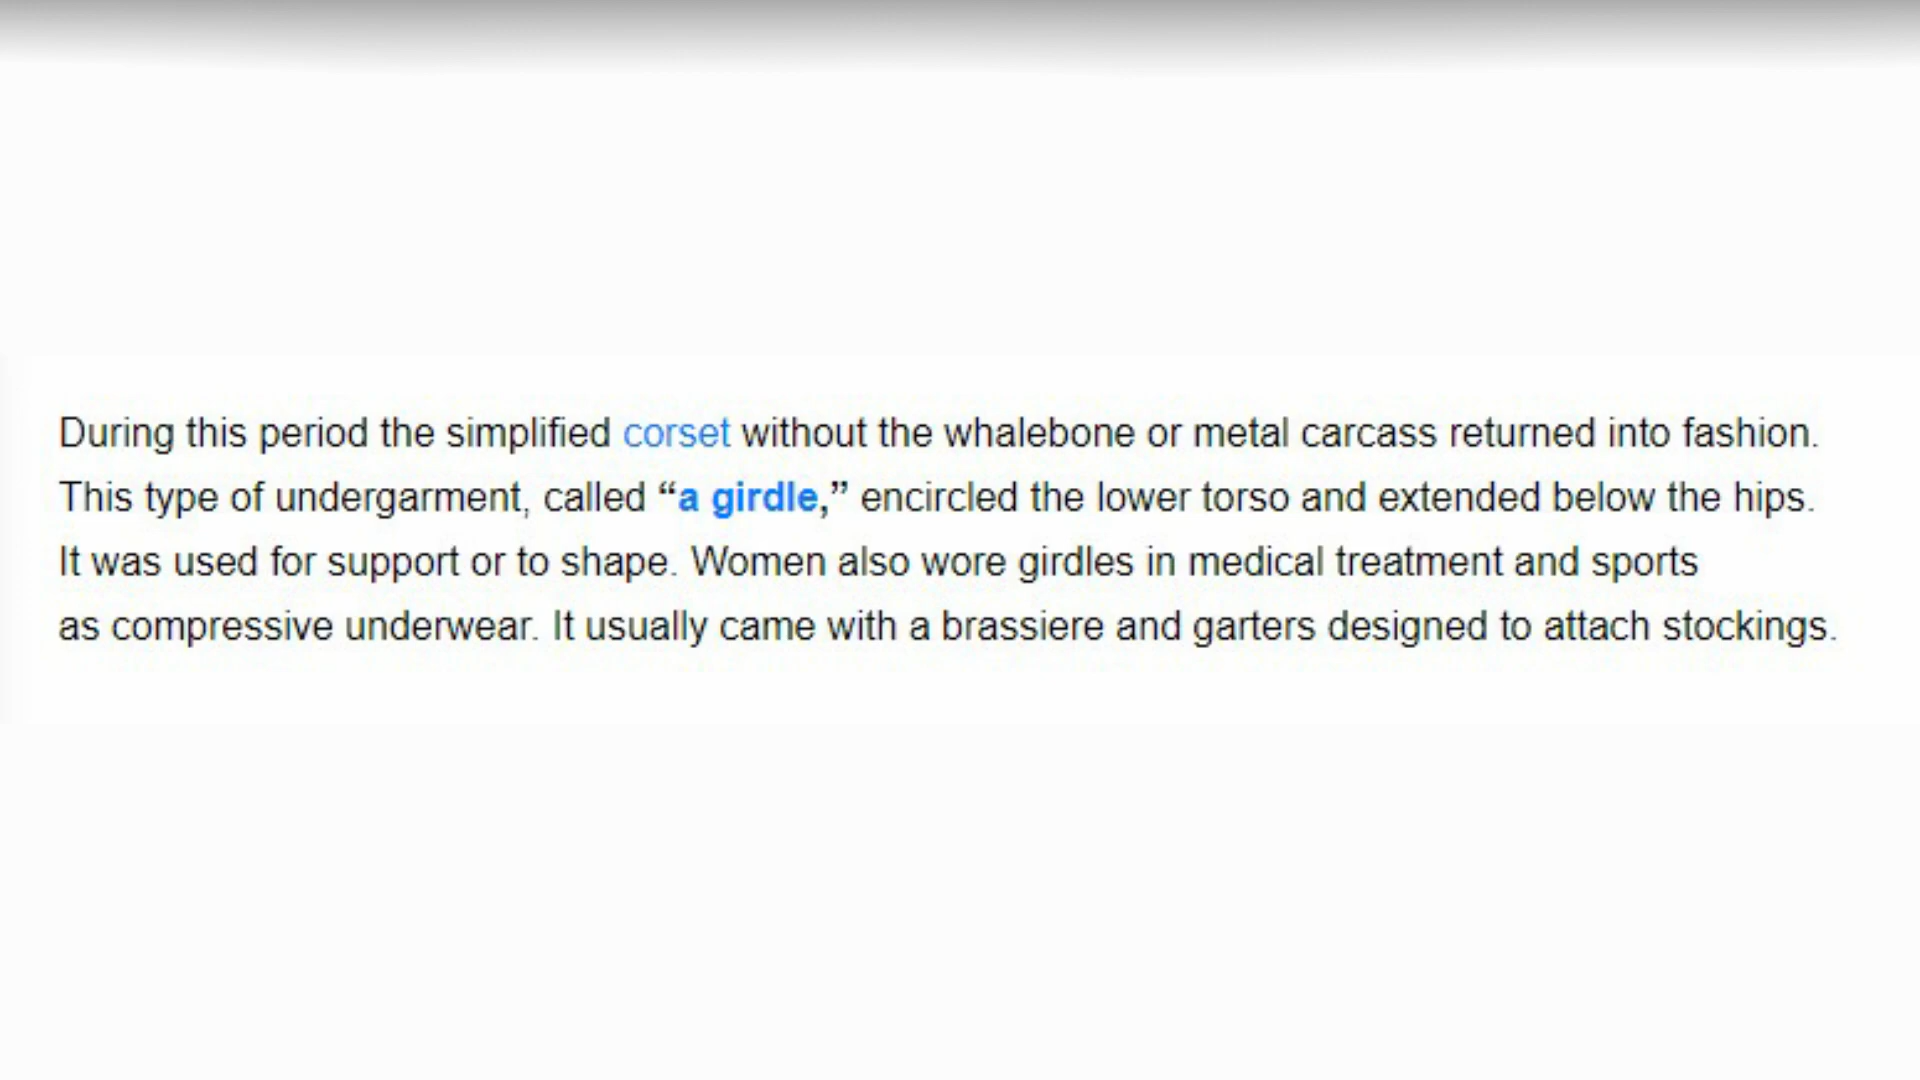 During this period the simplified corset without the whalebone or metal carcass returned into fashion.
This type of undergarment, called “a girdle,” encircled the lower torso and extended below the hips.
It was used for support or to shape. Women also wore girdles in medical treatment and sports
as compressive underwear. It usually came with a brassiere and garters designed to attach stockings.